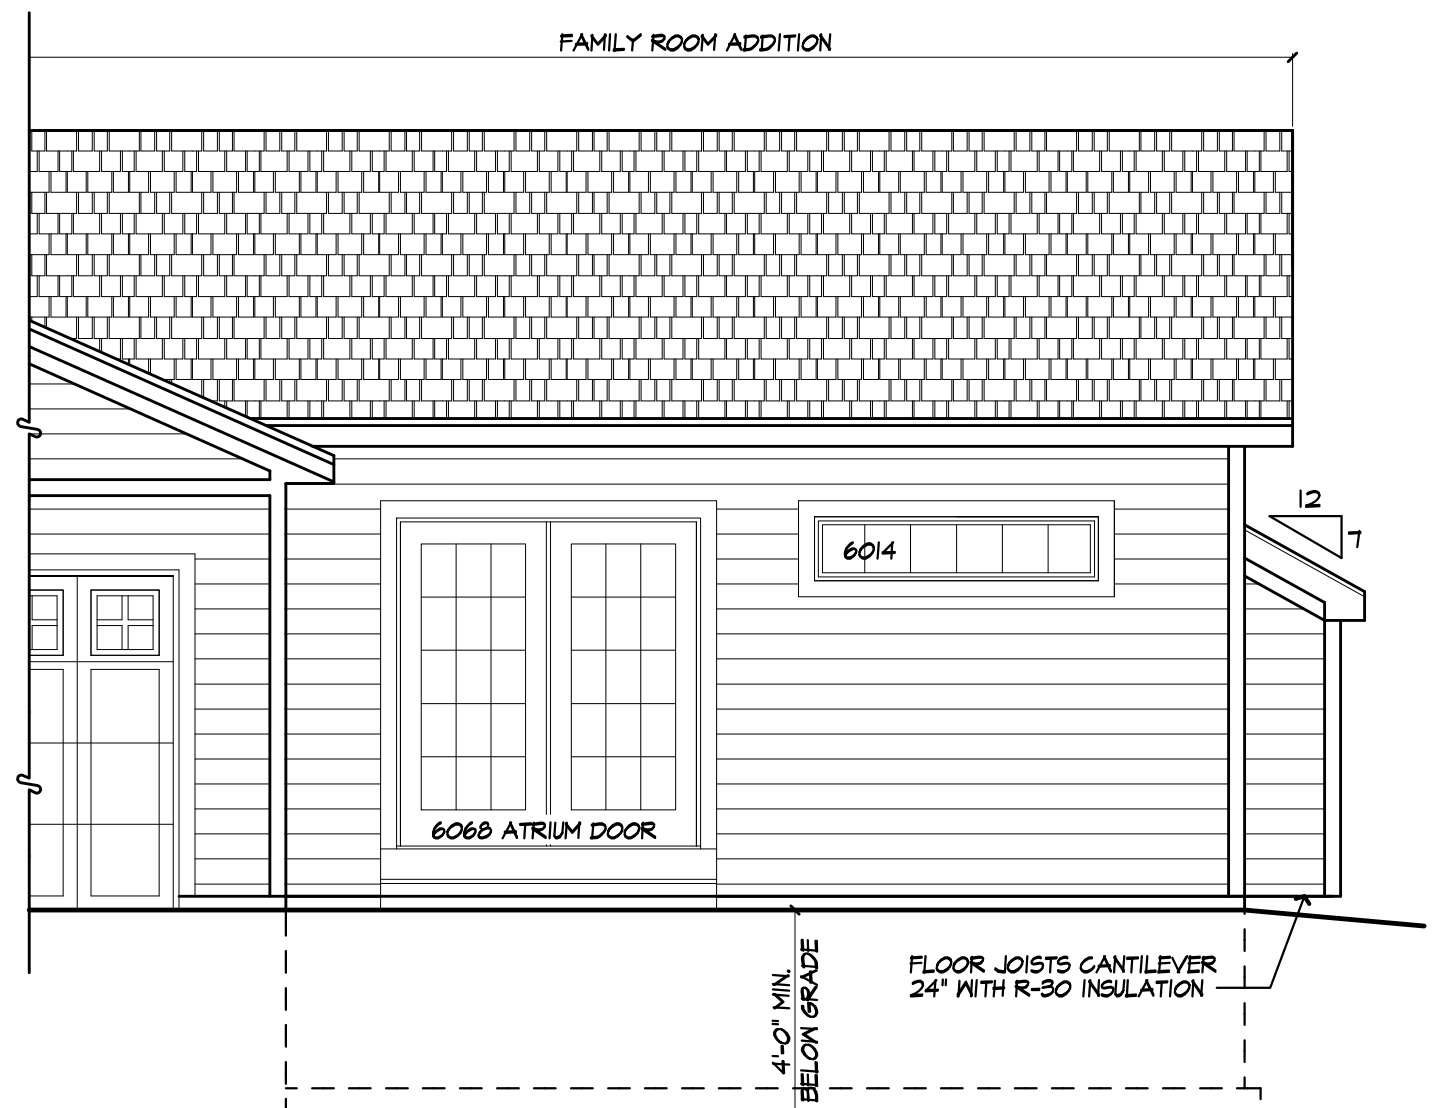 FAMILY ROOM ADDITION
12
7
6014
6068 ATRIUM DOOR
FLOOR JOISTS CANTILEVER
24" WITH R-30 INSULATION
4'-0" MIN.
BELOW GRADE